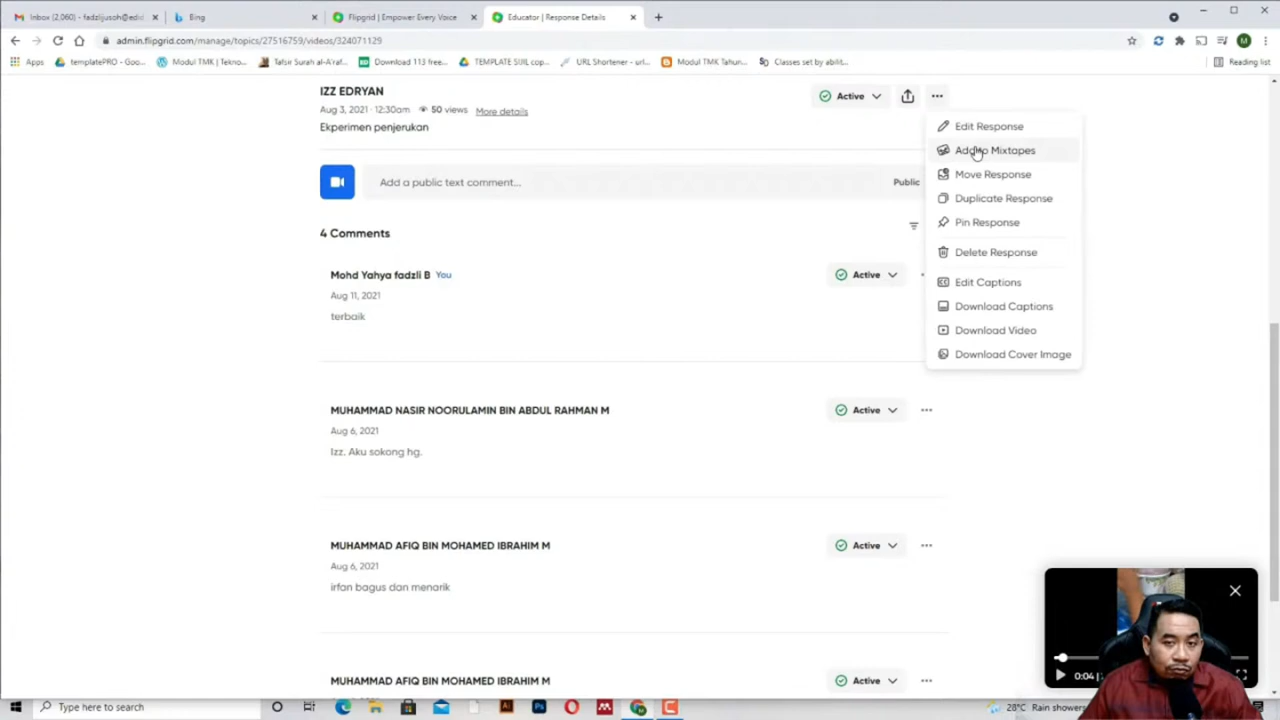 Inbox (2,060) - fadzlijusoh@edid
Bing
Flipgrid | Empower Every Voice
Educator | Response Details
admin.flipgrid.com/manage/topics/27516759/videos/324071129
Apps
templatePRO - Goo...
Modul TMK | Tekno...
Tafsir Surah al-A'raf...
Download 113 free...
TEMPLATE SIJIL cop...
URL Shortener - url...
Modul TMK Tahun...
Classes set by abilit...
Reading list
IZZ EDRYAN
Active
Aug 3, 2021 · 12:30am
50 views
More details
Ekperimen penjerukan
Edit Response
Add to Mixtapes
Move Response
Duplicate Response
Pin Response
Delete Response
Edit Captions
Download Captions
Download Video
Download Cover Image
Add a public text comment...
Public
4 Comments
Mohd Yahya fadzli B You
Active
Aug 11, 2021
terbaik
MUHAMMAD NASIR NOORULAMIN BIN ABDUL RAHMAN M
Active
Aug 6, 2021
Izz. Aku sokong hg.
MUHAMMAD AFIQ BIN MOHAMED IBRAHIM M
Active
Aug 6, 2021
irfan bagus dan menarik
MUHAMMAD AFIQ BIN MOHAMED IBRAHIM M
Active
0:04
Type here to search
28°C Rain showers